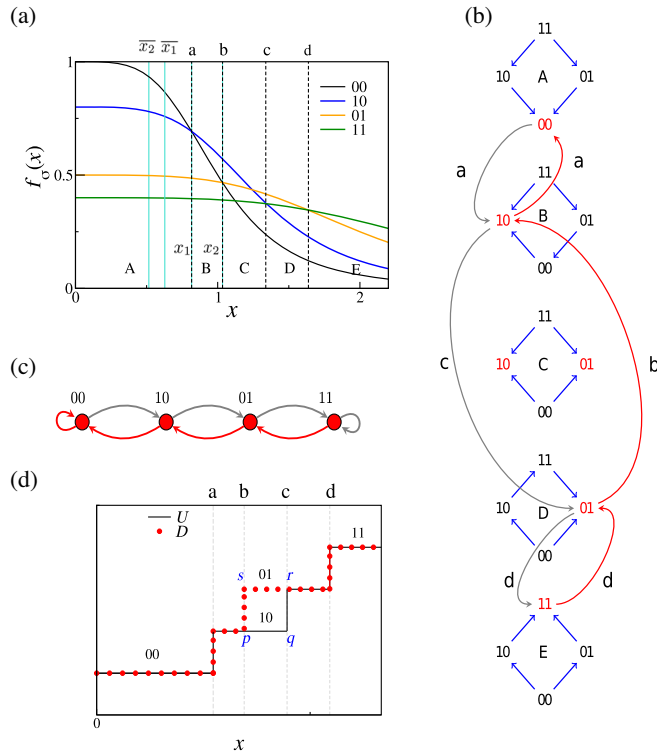 (a)
x̅₂ x̅₁ a b c d
1
0.5
0
f_σ(x)
00
10
01
11
x₁ x₂
A B C D E
0 1 2
x
(b)
11
10 A 01
00
a
a
11
10 B 01
00
c
b
11
10 C 01
00
11
10 D 01
00
d
d
11
10 E 01
00
(c)
00 10 01 11
(d)
a b c d
U
D
11
s 01 r
10
p q
00
0
x